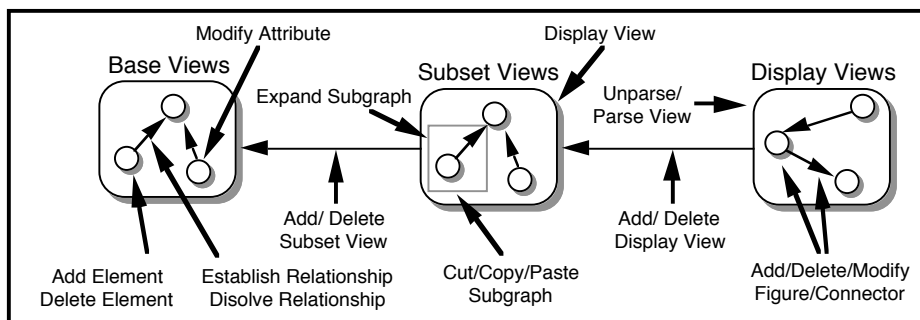 Modify Attribute
Display View
Base Views
Subset Views
Display Views
Expand Subgraph
Unparse/
Parse View
Add/ Delete
Subset View
Add/ Delete
Display View
Add Element
Delete Element
Establish Relationship
Disolve Relationship
Cut/Copy/Paste
Subgraph
Add/Delete/Modify
Figure/Connector